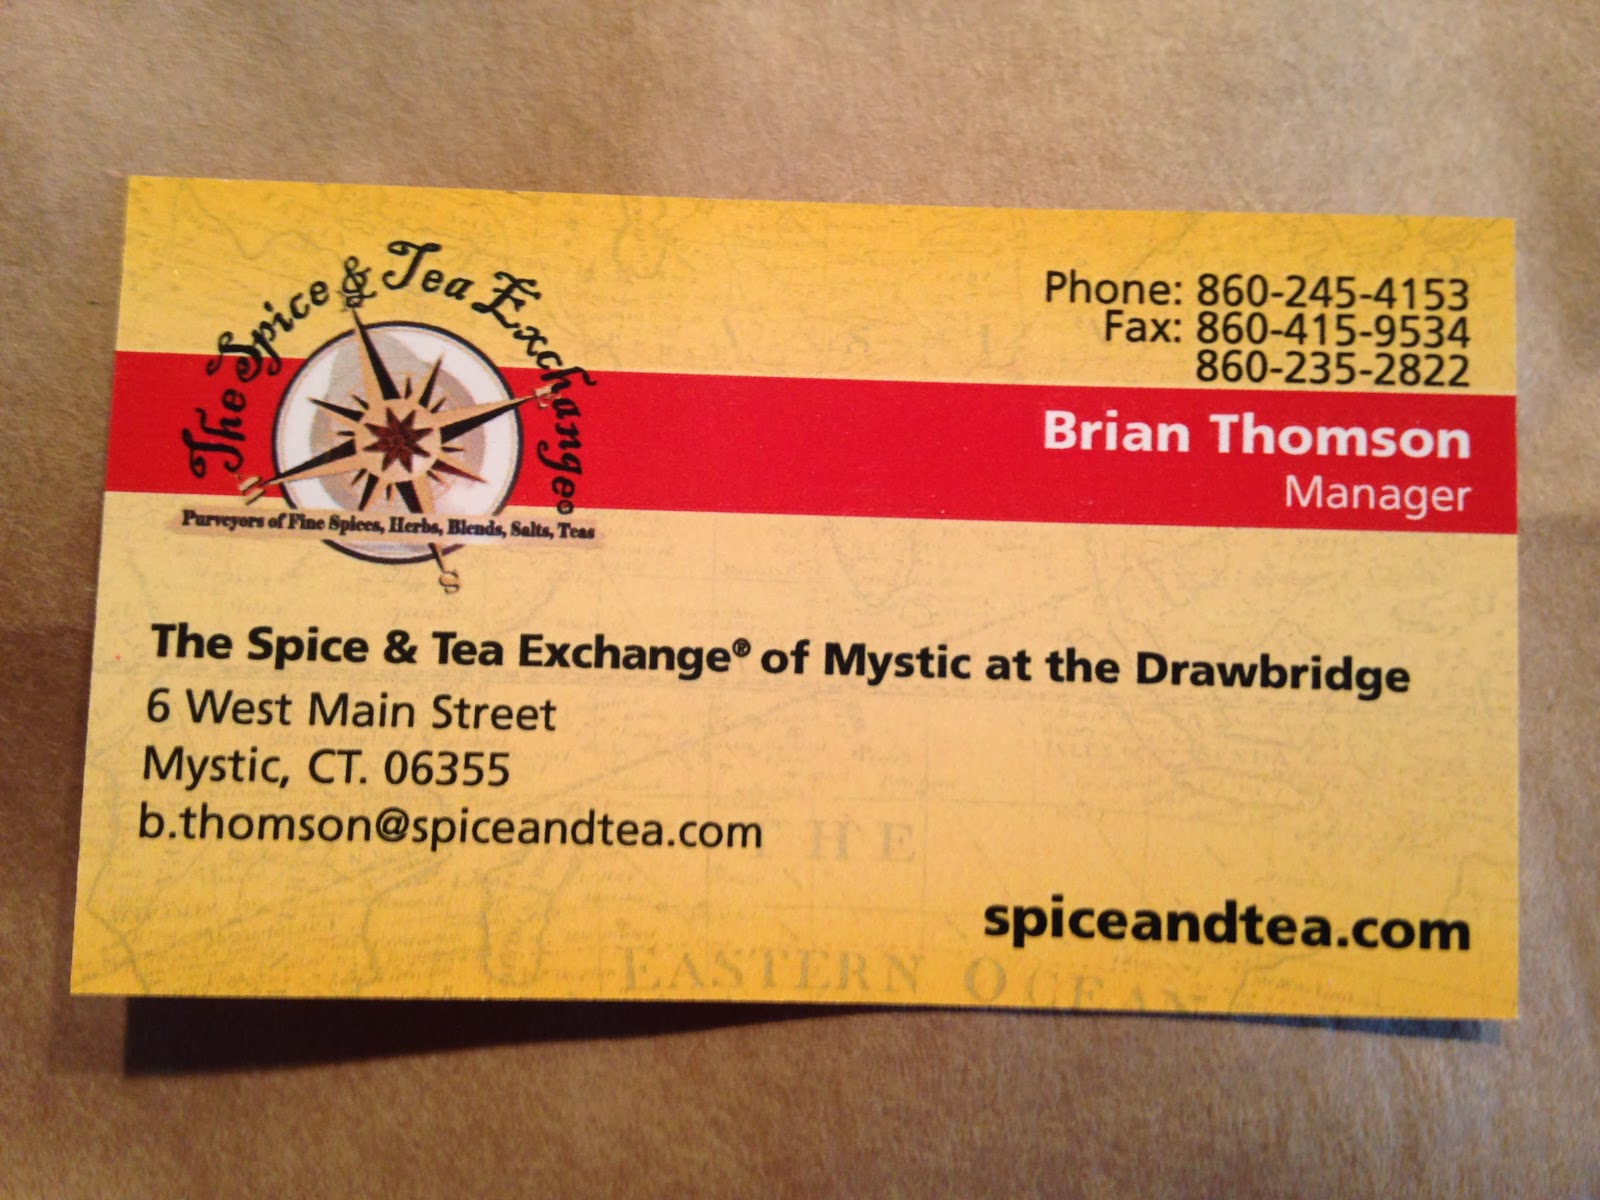 The Spice & Tea Exchange®
Purveyors of Fine Spices, Herbs, Blends, Salts, Teas
S
Phone: 860-245-4153
Fax: 860-415-9534
860-235-2822
Brian Thomson
Manager
The Spice & Tea Exchange® of Mystic at the Drawbridge
6 West Main Street
Mystic, CT. 06355
b.thomson@spiceandtea.com
THE
spiceandtea.com
EASTERN OCEAN